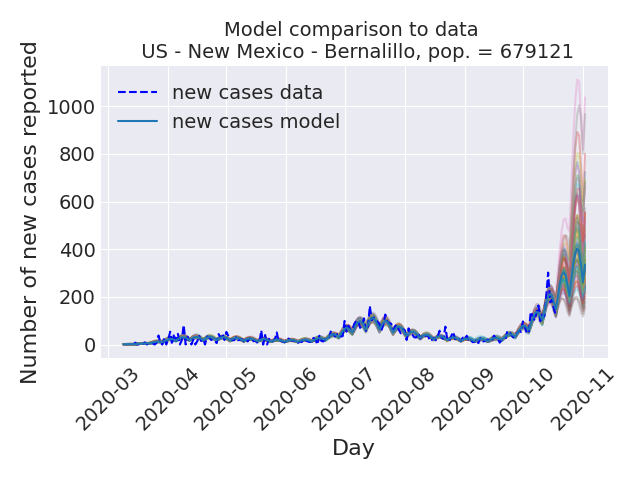 Model comparison to data
US - New Mexico - Bernalillo, pop. = 679121
Number of new cases reported
new cases data
new cases model
1000
800
600
400
200
0
2020-03
2020-04
2020-05
2020-06
2020-07
2020-08
2020-09
2020-10
2020-11
Day